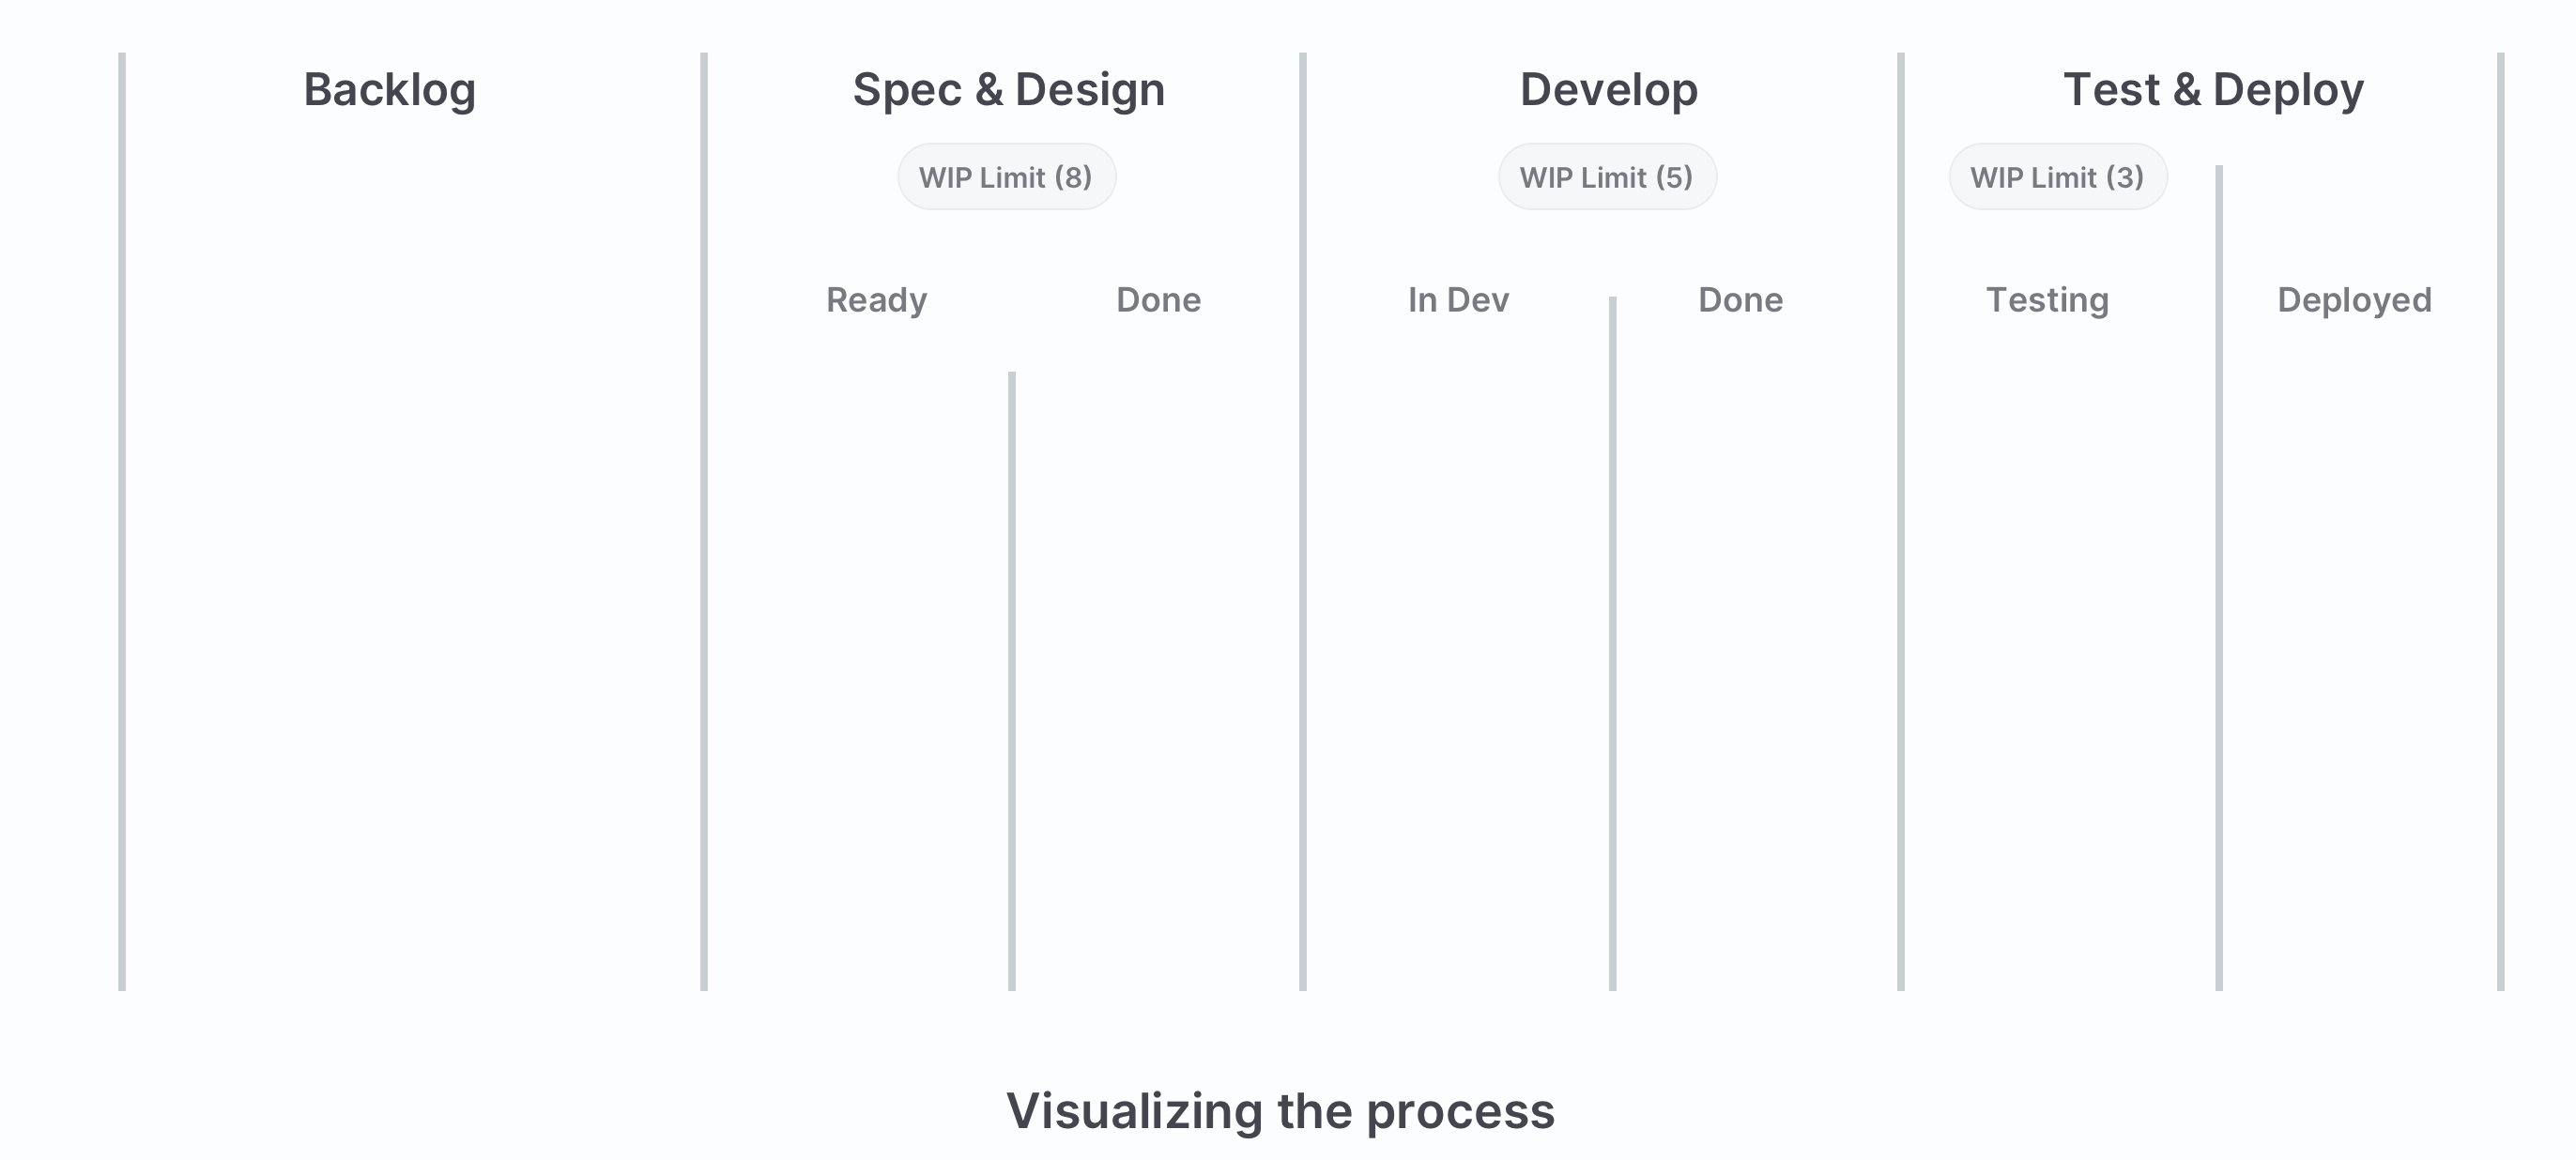 Backlog
Spec & Design
Develop
Test & Deploy
WIP Limit (8)
WIP Limit (5)
WIP Limit (3)
Ready
Done
In Dev
Done
Testing
Deployed
Visualizing the process